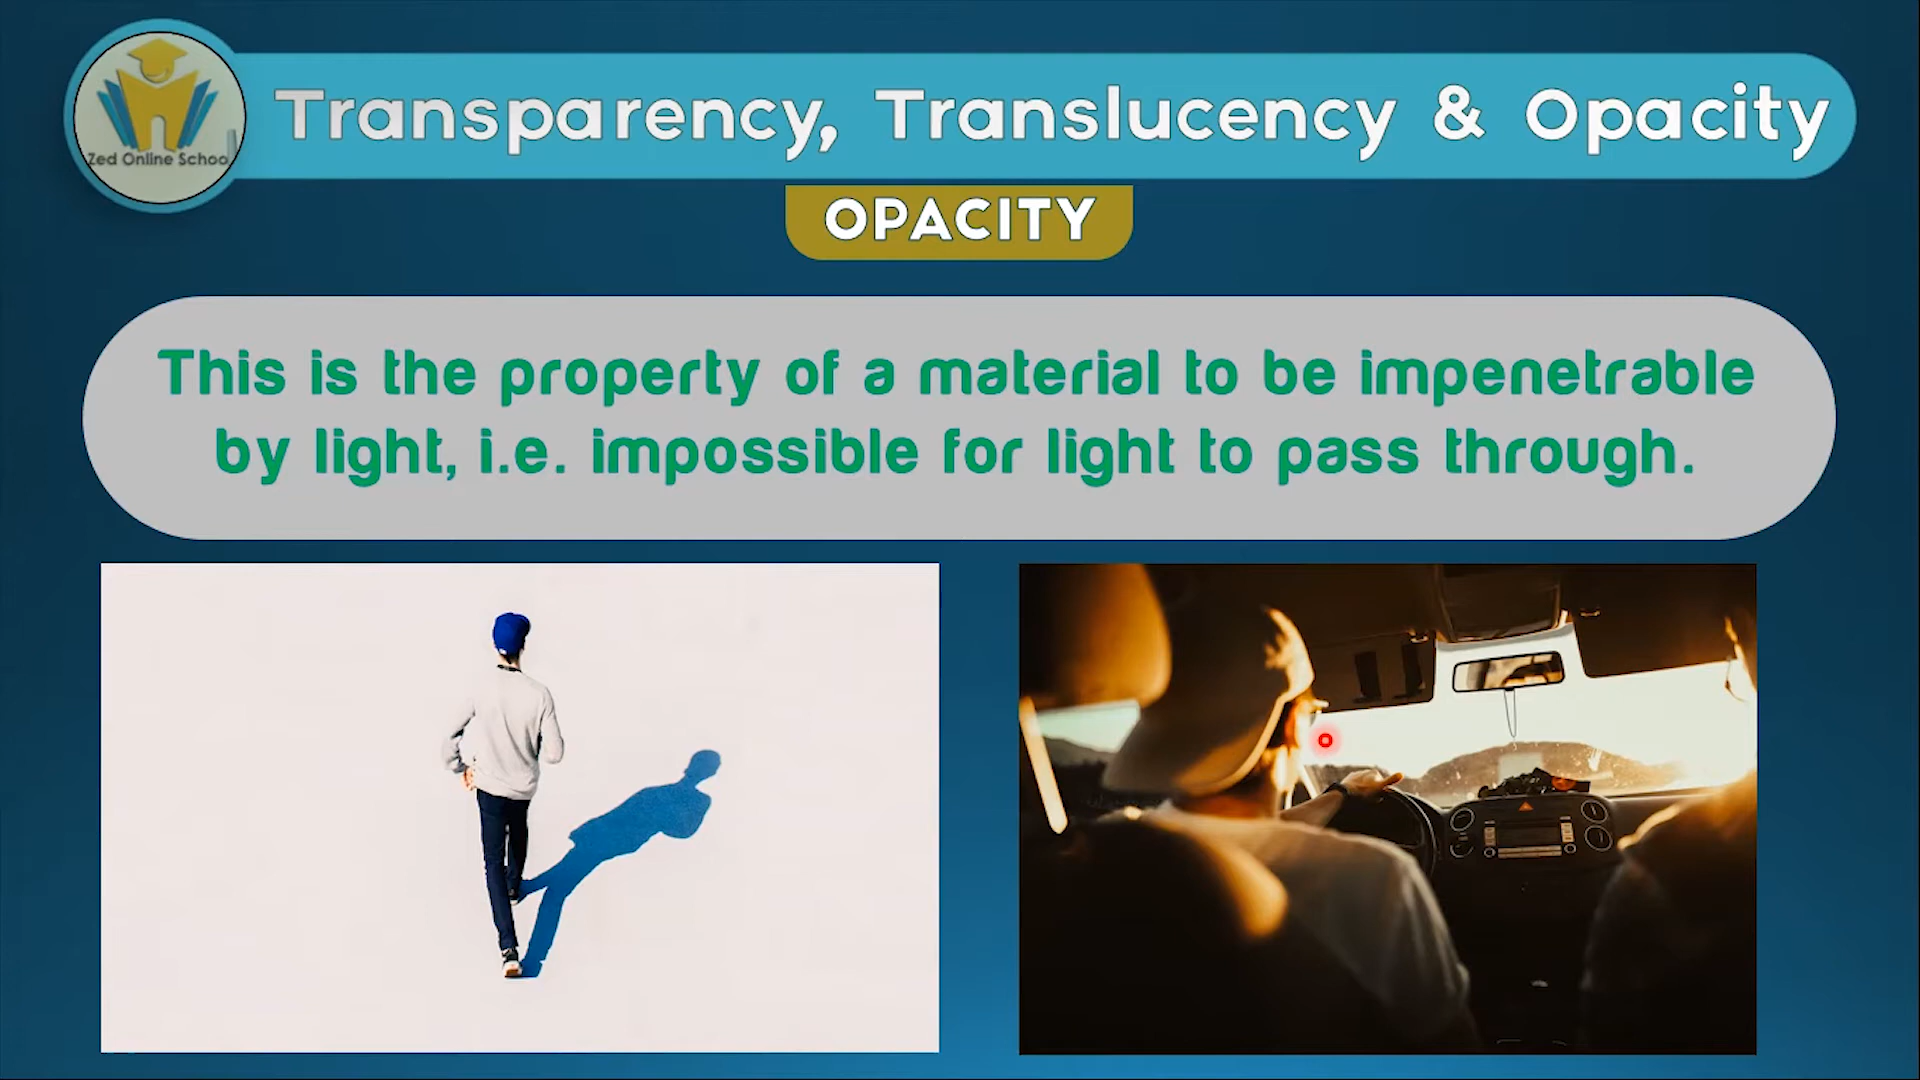 Zed Online School
Transparency, Translucency & Opacity
OPACITY
This is the property of a material to be impenetrable
by light, i.e. impossible for light to pass through.